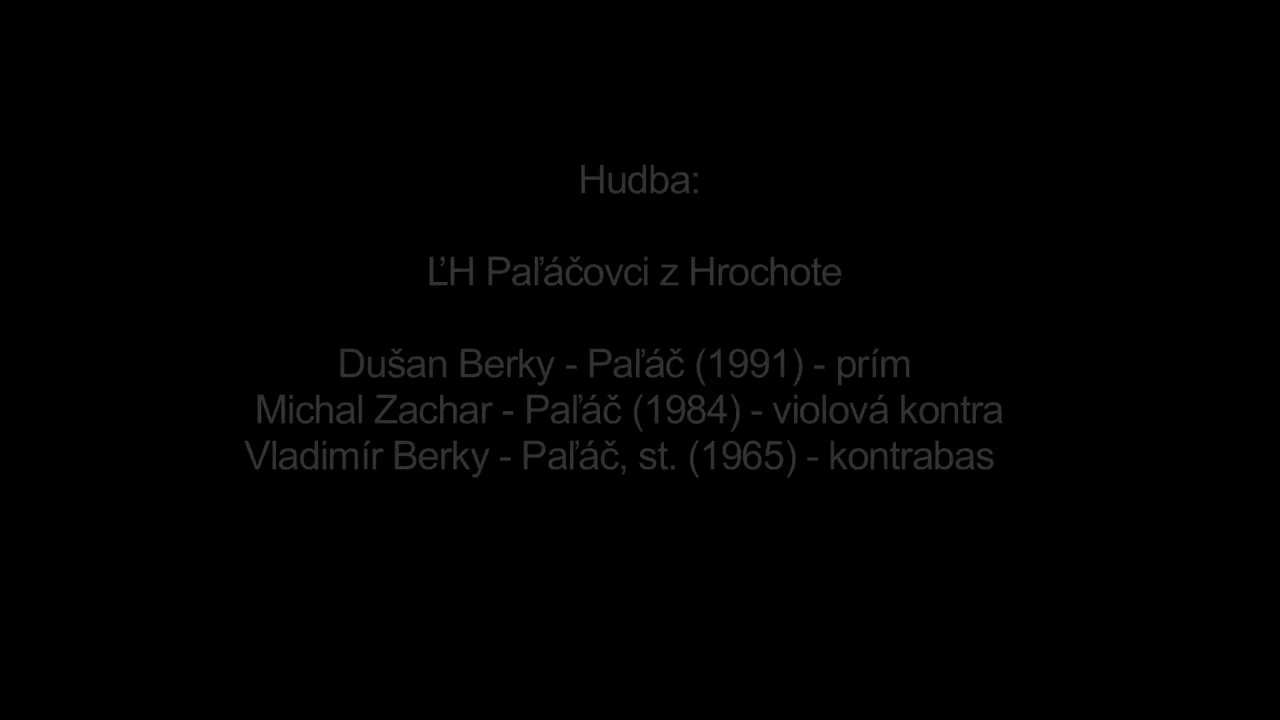 Hudba:
ĽH Paľáčovci z Hrochote
Dušan Berky - Paľáč (1991) - prím
Michal Zachar - Paľáč (1984) - violová kontra
Vladimír Berky - Paľáč, st. (1965) - kontrabas